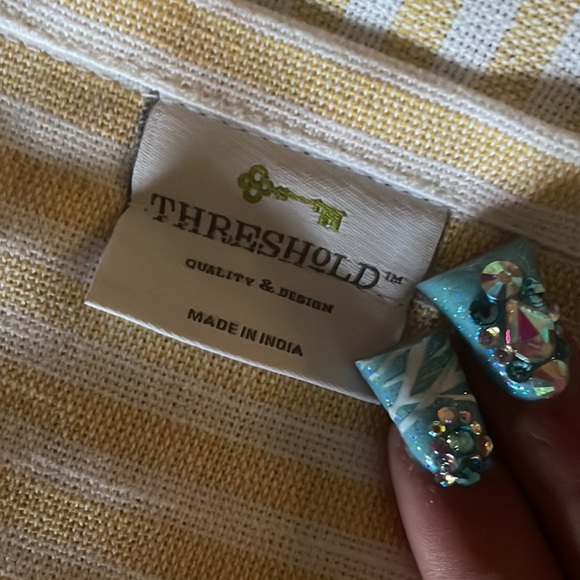 THRESHOLD™
QUALITY & DESIGN
MADE IN INDIA